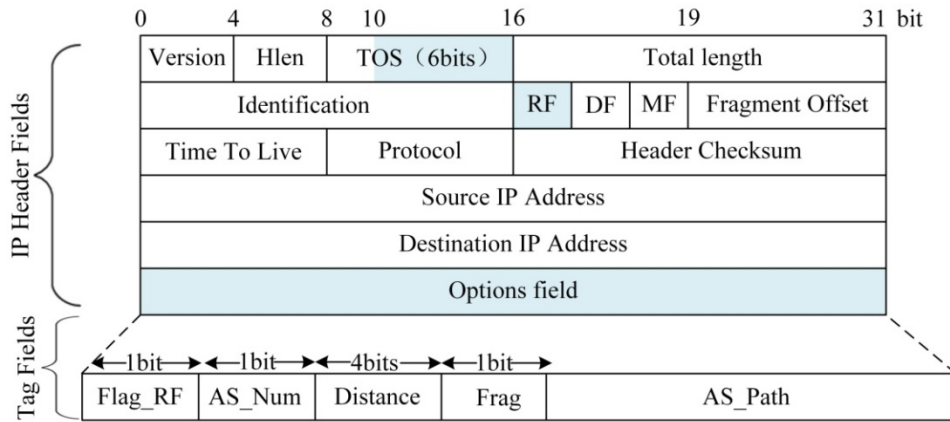 0 4 8 10 16 19 31 bit
Version Hlen TOS（6bits） Total length
Identification RF DF MF Fragment Offset
Time To Live Protocol Header Checksum
Source IP Address
Destination IP Address
Options field
IP Header Fields
1bit 1bit 4bits 1bit
Flag_RF AS_Num Distance Frag AS_Path
Tag Fields